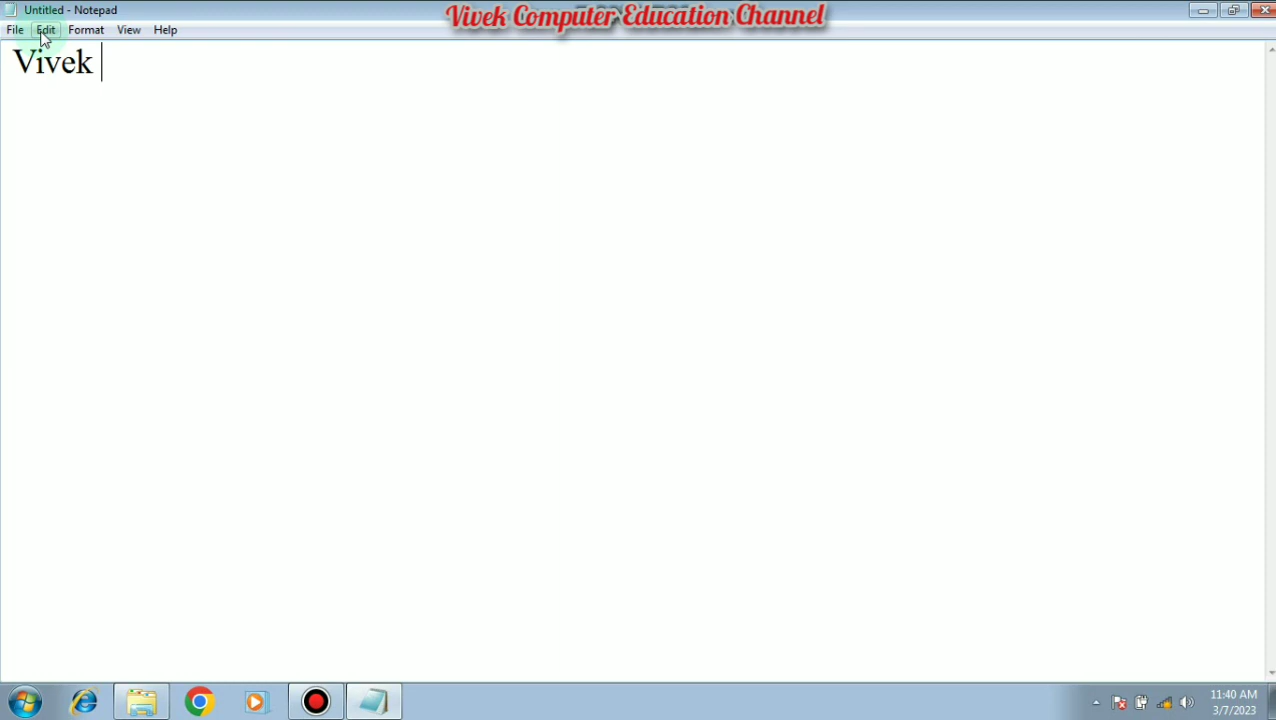 Untitled - Notepad
Vivek Computer Education Channel
File Edit Format View Help
Vivek
11:40 AM
3/7/2023